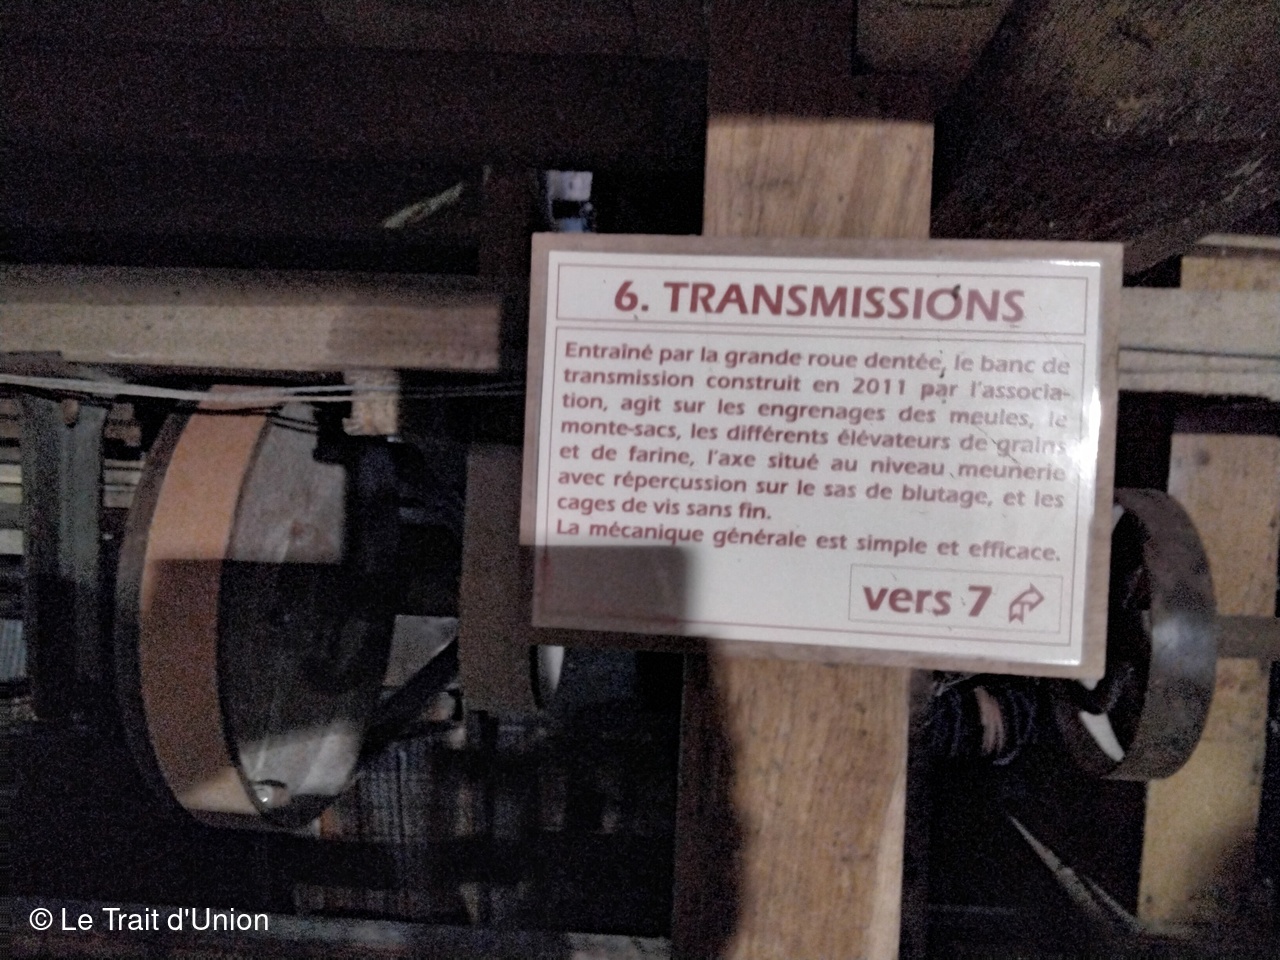 6. TRANSMISSIONS
Entraîné par la grande roue dentée, le banc de
transmission construit en 2011 par l'associa-
tion, agit sur les engrenages des meules, le
monte-sacs, les différents élévateurs de grains
et de farine, l'axe situé au niveau meunerie
avec répercussion sur le sas de blutage, et les
cages de vis sans fin.
La mécanique générale est simple et efficace.
vers 7
© Le Trait d'Union